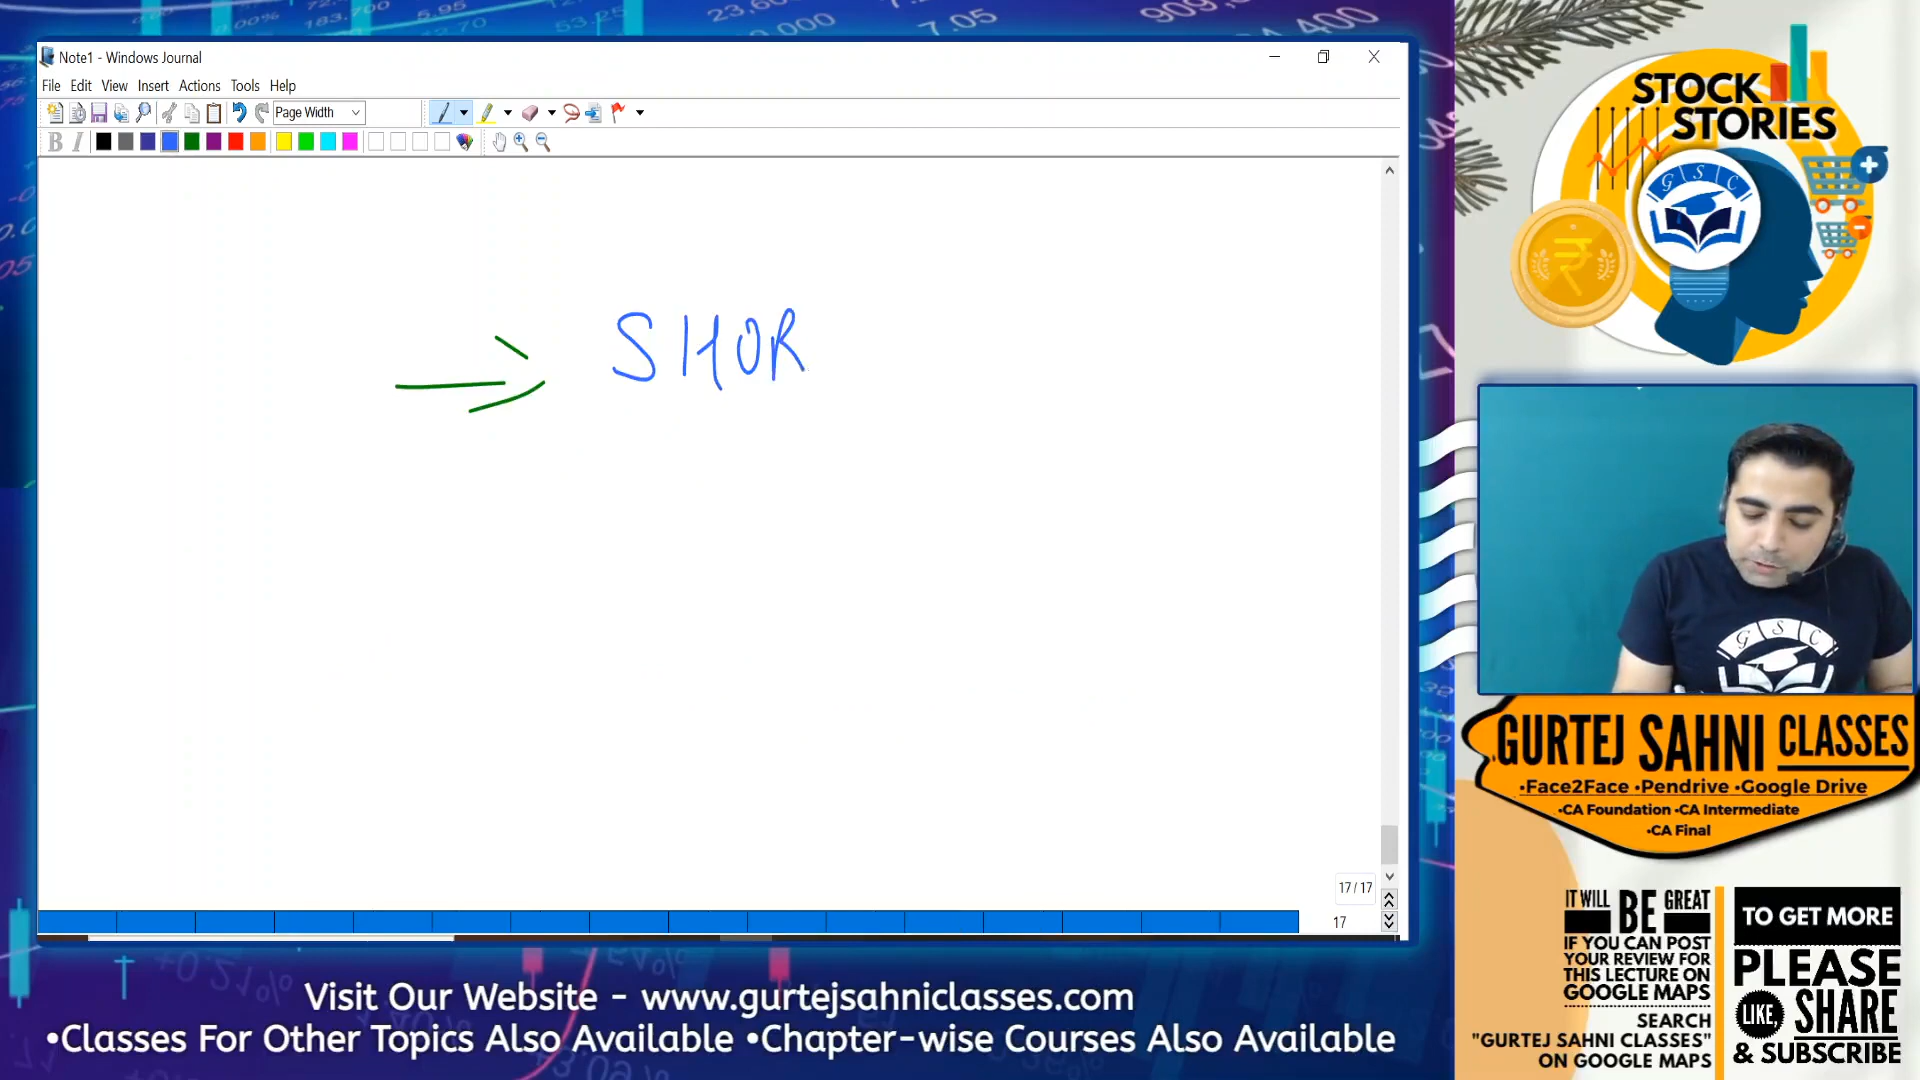 Note1 - Windows Journal
File Edit View Insert Actions Tools Help
Page Width
B I
SHOR
17 / 17
17
STOCK
STORIES
G S C
₹
G S C
GURTEJ SAHNI CLASSES
•Face2Face •Pendrive •Google Drive
•CA Foundation •CA Intermediate
•CA Final
IT WILL BE GREAT
IF YOU CAN POST
YOUR REVIEW FOR
THIS LECTURE ON
GOOGLE MAPS
SEARCH
"GURTEJ SAHNI CLASSES"
ON GOOGLE MAPS
TO GET MORE
PLEASE
LIKE, SHARE
& SUBSCRIBE
Visit Our Website - www.gurtejsahniclasses.com
•Classes For Other Topics Also Available •Chapter-wise Courses Also Available